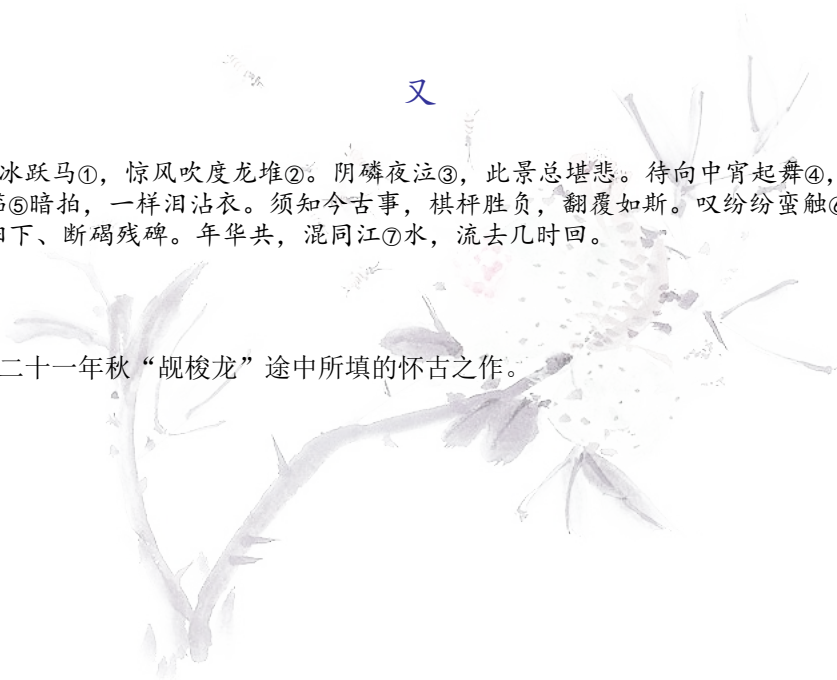 又
冰跃马①，惊风吹度龙堆②。阴磷夜泣③，此景总堪悲。待向中宵起舞④，
⑤暗拍，一样泪沾衣。须知今古事，棋枰胜负，翻覆如斯。叹纷纷蛮触⑥
下、断碣残碑。年华共，混同江⑦水，流去几时回。
二十一年秋“觇梭龙”途中所填的怀古之作。